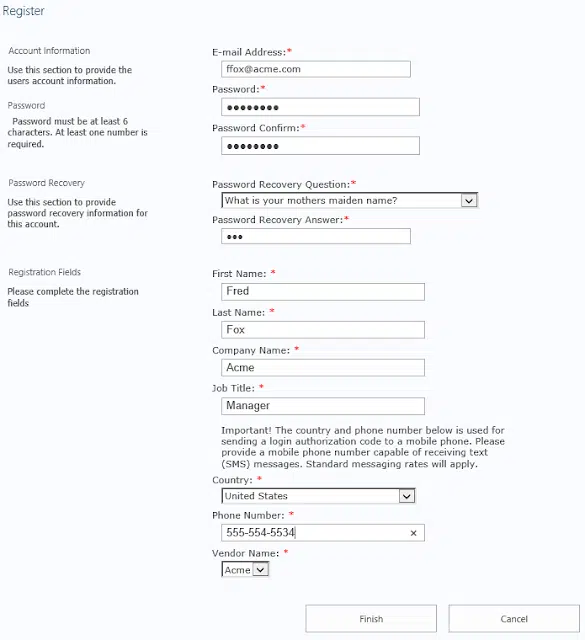 Register
Account Information
Use this section to provide the
users account information.
Password
Password must be at least 6
characters. At least one number is
required.
E-mail Address:*
ffox@acme.com
Password:*
●●●●●●●●
Password Confirm:*
●●●●●●●●
Password Recovery
Use this section to provide
password recovery information for
this account.
Password Recovery Question:*
What is your mothers maiden name?
Password Recovery Answer:*
●●●
Registration Fields
Please complete the registration
fields
First Name: *
Fred
Last Name: *
Fox
Company Name: *
Acme
Job Title: *
Manager
Important! The country and phone number below is used for
sending a login authorization code to a mobile phone. Please
provide a mobile phone number capable of receiving text
(SMS) messages. Standard messaging rates will apply.
Country: *
United States
Phone Number: *
555-554-5534
Vendor Name: *
Acme
Finish
Cancel